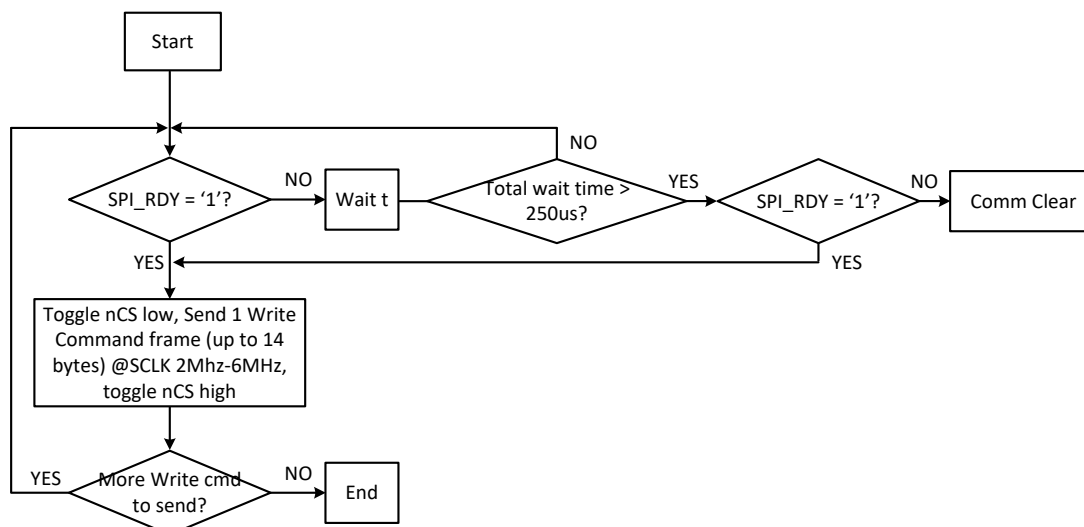 Start
NO
SPI_RDY = ‘1’?
NO
Wait t
Total wait time >
250us?
YES
SPI_RDY = ‘1’?
NO
Comm Clear
YES
YES
Toggle nCS low, Send 1 Write
Command frame (up to 14
bytes) @SCLK 2Mhz-6MHz,
toggle nCS high
YES
More Write cmd
to send?
NO
End